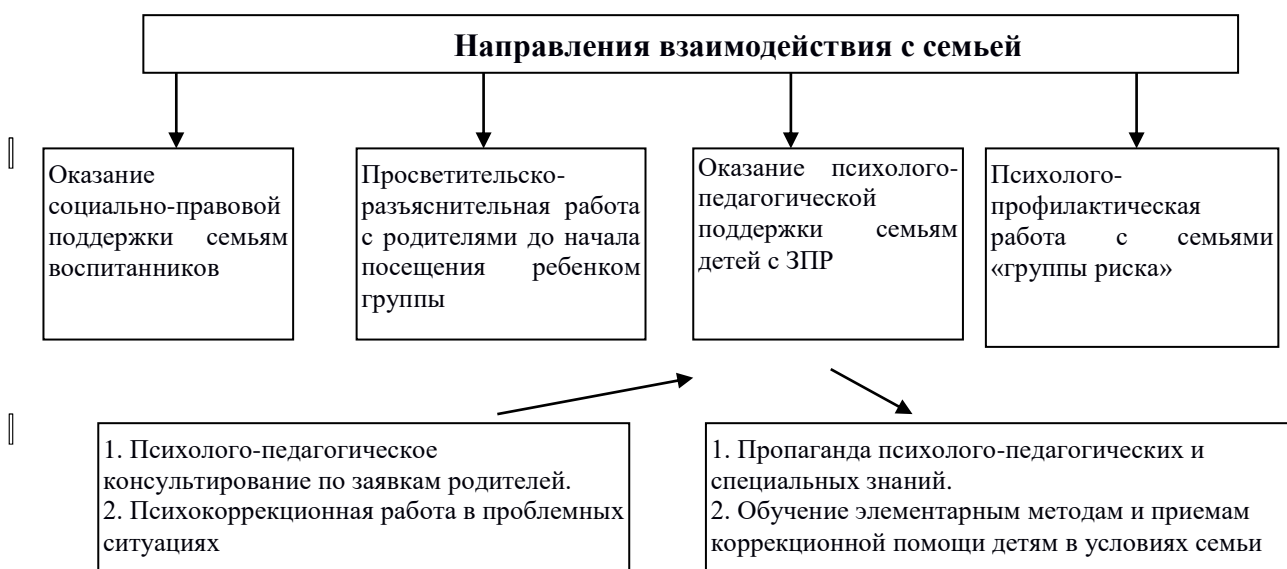 Направления взаимодействия с семьей
Оказание
социально-правовой
поддержки семьям
воспитанников
Просветительско-
разъяснительная работа
с родителями до начала
посещения ребенком
группы
Оказание психолого-
педагогической
поддержки семьям
детей с ЗПР
Психолого-
профилактическая
работа с семьями
«группы риска»
1. Психолого-педагогическое
консультирование по заявкам родителей.
2. Психокоррекционная работа в проблемных
ситуациях
1. Пропаганда психолого-педагогических и
специальных знаний.
2. Обучение элементарным методам и приемам
коррекционной помощи детям в условиях семьи